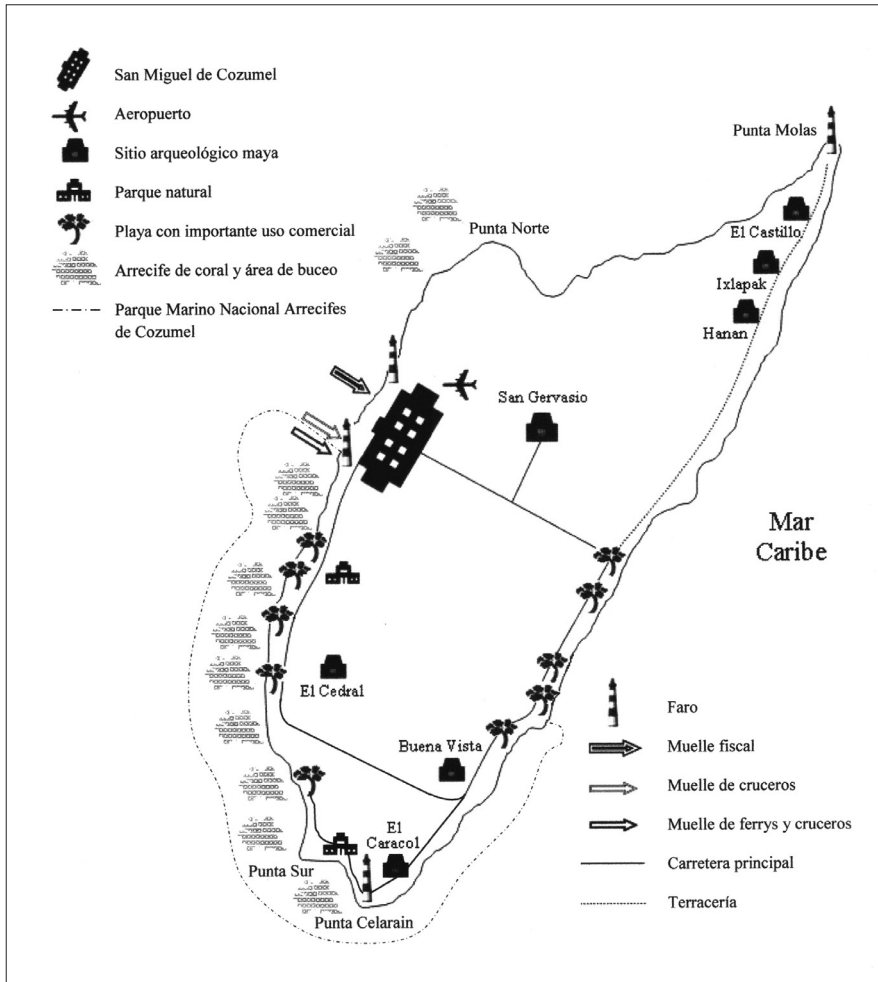 San Miguel de Cozumel
Aeropuerto
Sitio arqueológico maya
Parque natural
Playa con importante uso comercial
Arrecife de coral y área de buceo
Parque Marino Nacional Arrecifes
de Cozumel
Punta Molas
Punta Norte
El Castillo
Ixlapak
Hanan
San Gervasio
Mar
Caribe
El Cedral
Buena Vista
El
Caracol
Punta Sur
Punta Celarain
Faro
Muelle fiscal
Muelle de cruceros
Muelle de ferrys y cruceros
Carretera principal
Terracería